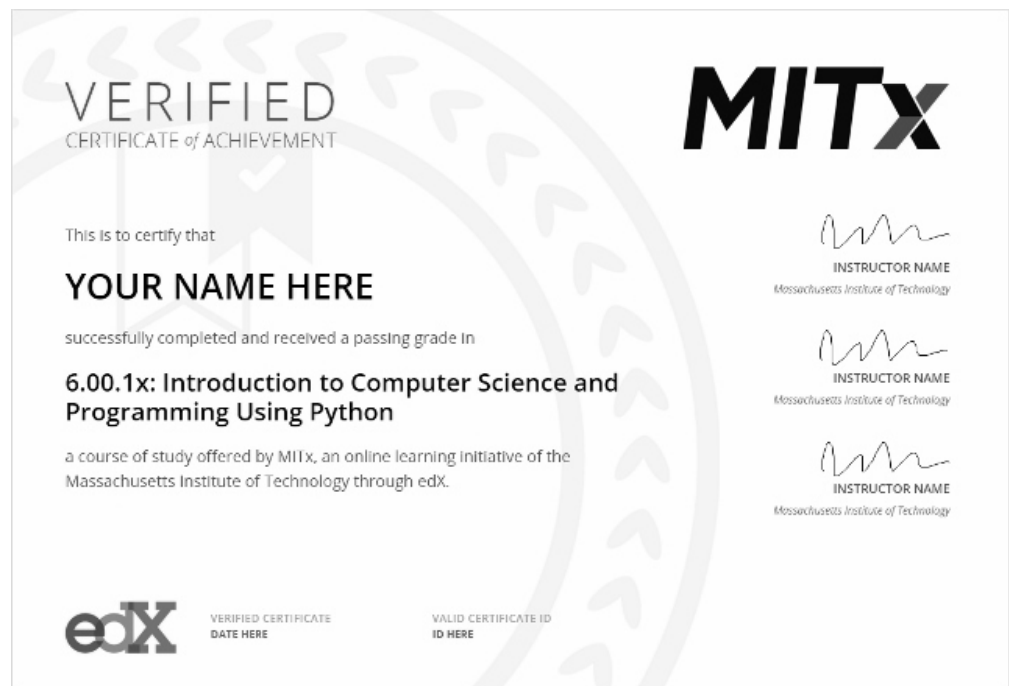 VERIFIED
CERTIFICATE of ACHIEVEMENT
MITx
This is to certify that
YOUR NAME HERE
successfully completed and received a passing grade in
6.00.1x: Introduction to Computer Science and
Programming Using Python
a course of study offered by MITx, an online learning initiative of the
Massachusetts Institute of Technology through edX.
INSTRUCTOR NAME
Massachusetts Institute of Technology
INSTRUCTOR NAME
Massachusetts Institute of Technology
INSTRUCTOR NAME
Massachusetts Institute of Technology
edX
VERIFIED CERTIFICATE
DATE HERE
VALID CERTIFICATE ID
ID HERE